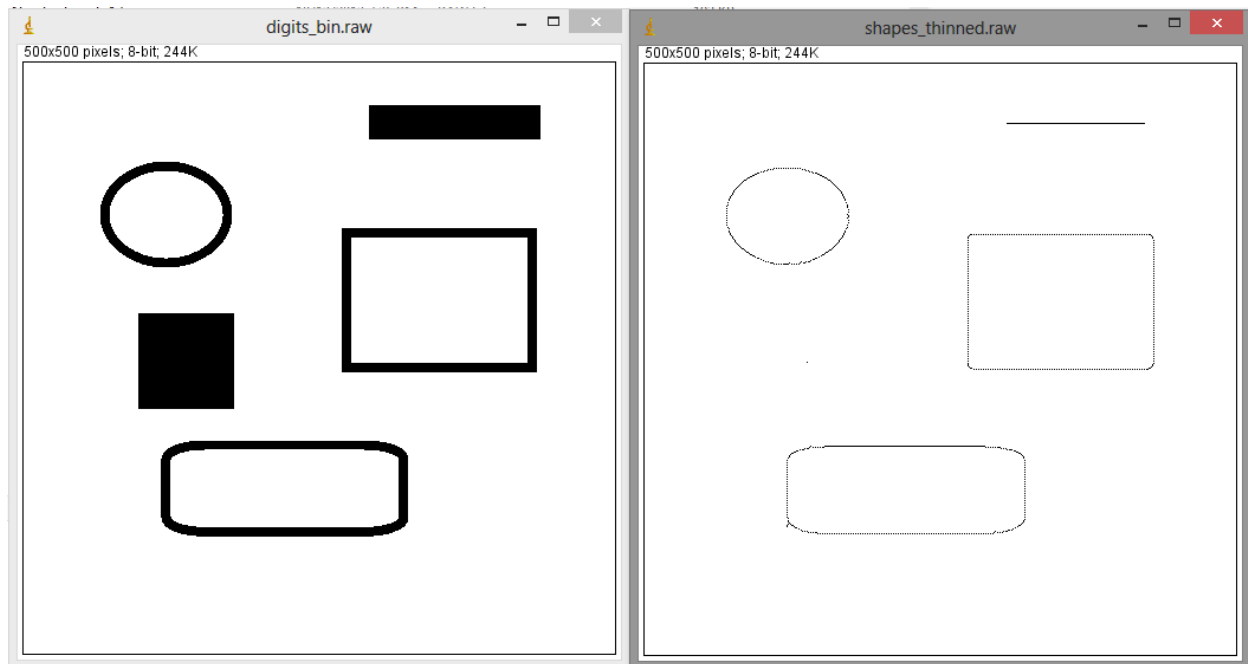 digits_bin.raw
500x500 pixels; 8-bit; 244K
shapes_thinned.raw
500x500 pixels; 8-bit; 244K